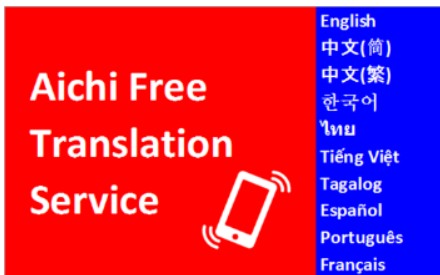 Aichi Free
Translation
Service
English
中文(简)
中文(繁)
한국어
ไทย
Tiếng Việt
Tagalog
Español
Português
Français